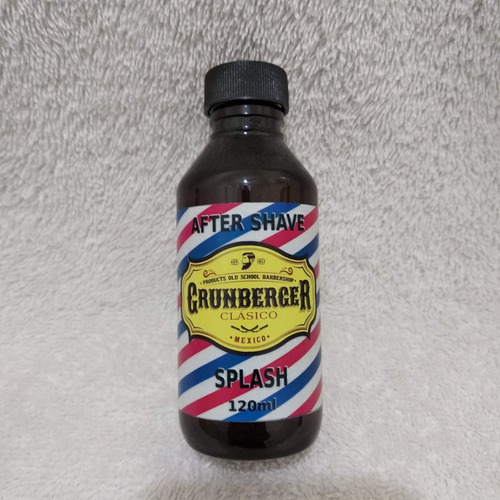 AFTER SHAVE
PRODUCTS OLD SCHOOL BARBERSHOP
GRUNBERGER
CLÁSICO
MEXICO
SPLASH
120ml